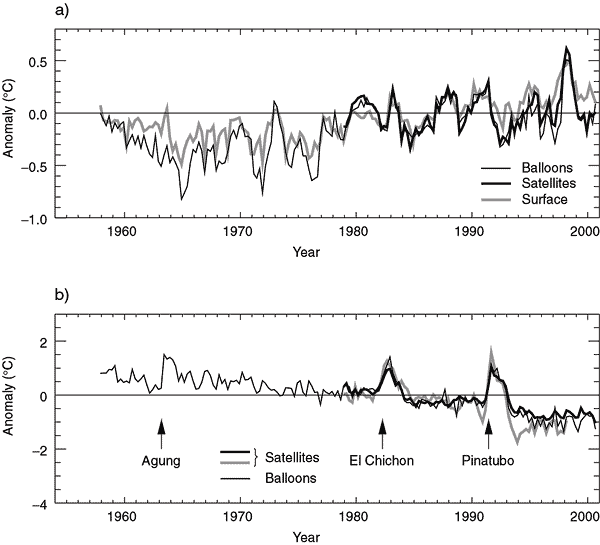 a)
Anomaly (°C)
0.5
0.0
−0.5
−1.0
Balloons
Satellites
Surface
1960
1970
1980
1990
2000
Year
b)
Anomaly (°C)
2
0
−2
−4
Agung
El Chichon
Pinatubo
Satellites
Balloons
1960
1970
1980
1990
2000
Year